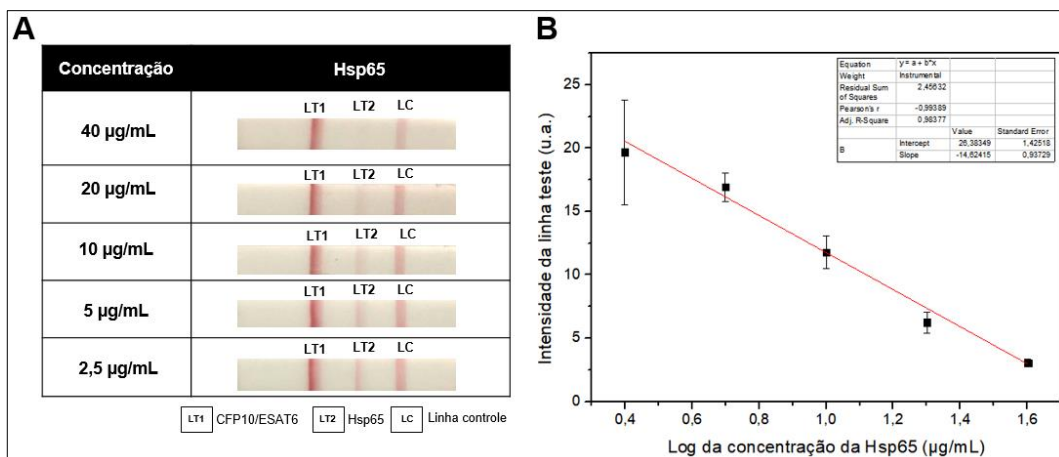 A
Concentração Hsp65
40 µg/mL LT1 LT2 LC
20 µg/mL LT1 LT2 LC
10 µg/mL LT1 LT2 LC
5 µg/mL LT1 LT2 LC
2,5 µg/mL LT1 LT2 LC
LT1 CFP10/ESAT6 LT2 Hsp65 LC Linha controle
B
Equation y = a + b*x
Weight Instrumental
Residual Sum
of Squares 2,45632
Pearson's r -0,99389
Adj. R-Square 0,98377
Value Standard Error
B Intercept 26,38349 1,42518
Slope -14,62415 0,93729
Intensidade da linha teste (u.a.)
25
20
15
10
5
0
0,4 0,6 0,8 1,0 1,2 1,4 1,6
Log da concentração da Hsp65 (µg/mL)